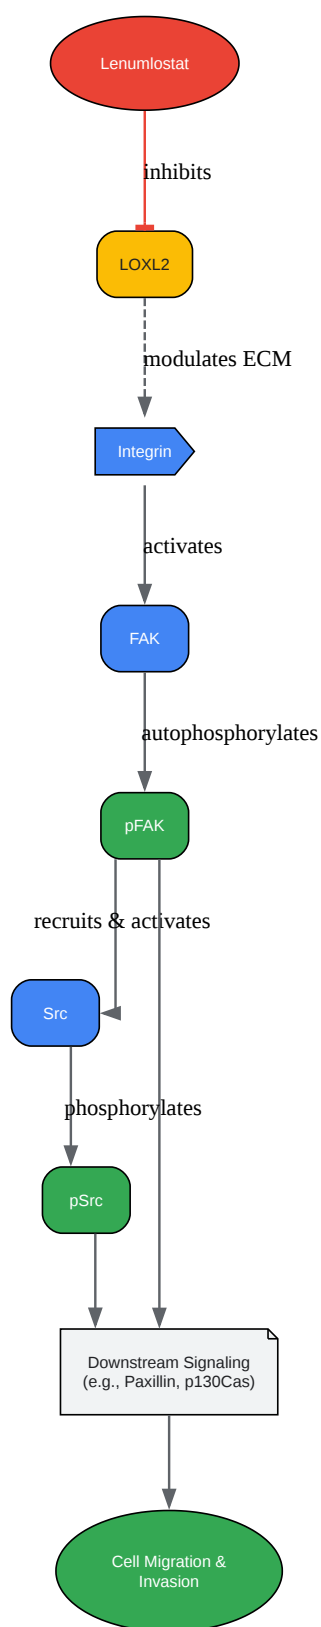 Lenumlostat
inhibits
LOXL2
modulates ECM
Integrin
activates
FAK
autophosphorylates
pFAK
recruits & activates
Src
phosphorylates
pSrc
Downstream Signaling
(e.g., Paxillin, p130Cas)
Cell Migration &
Invasion